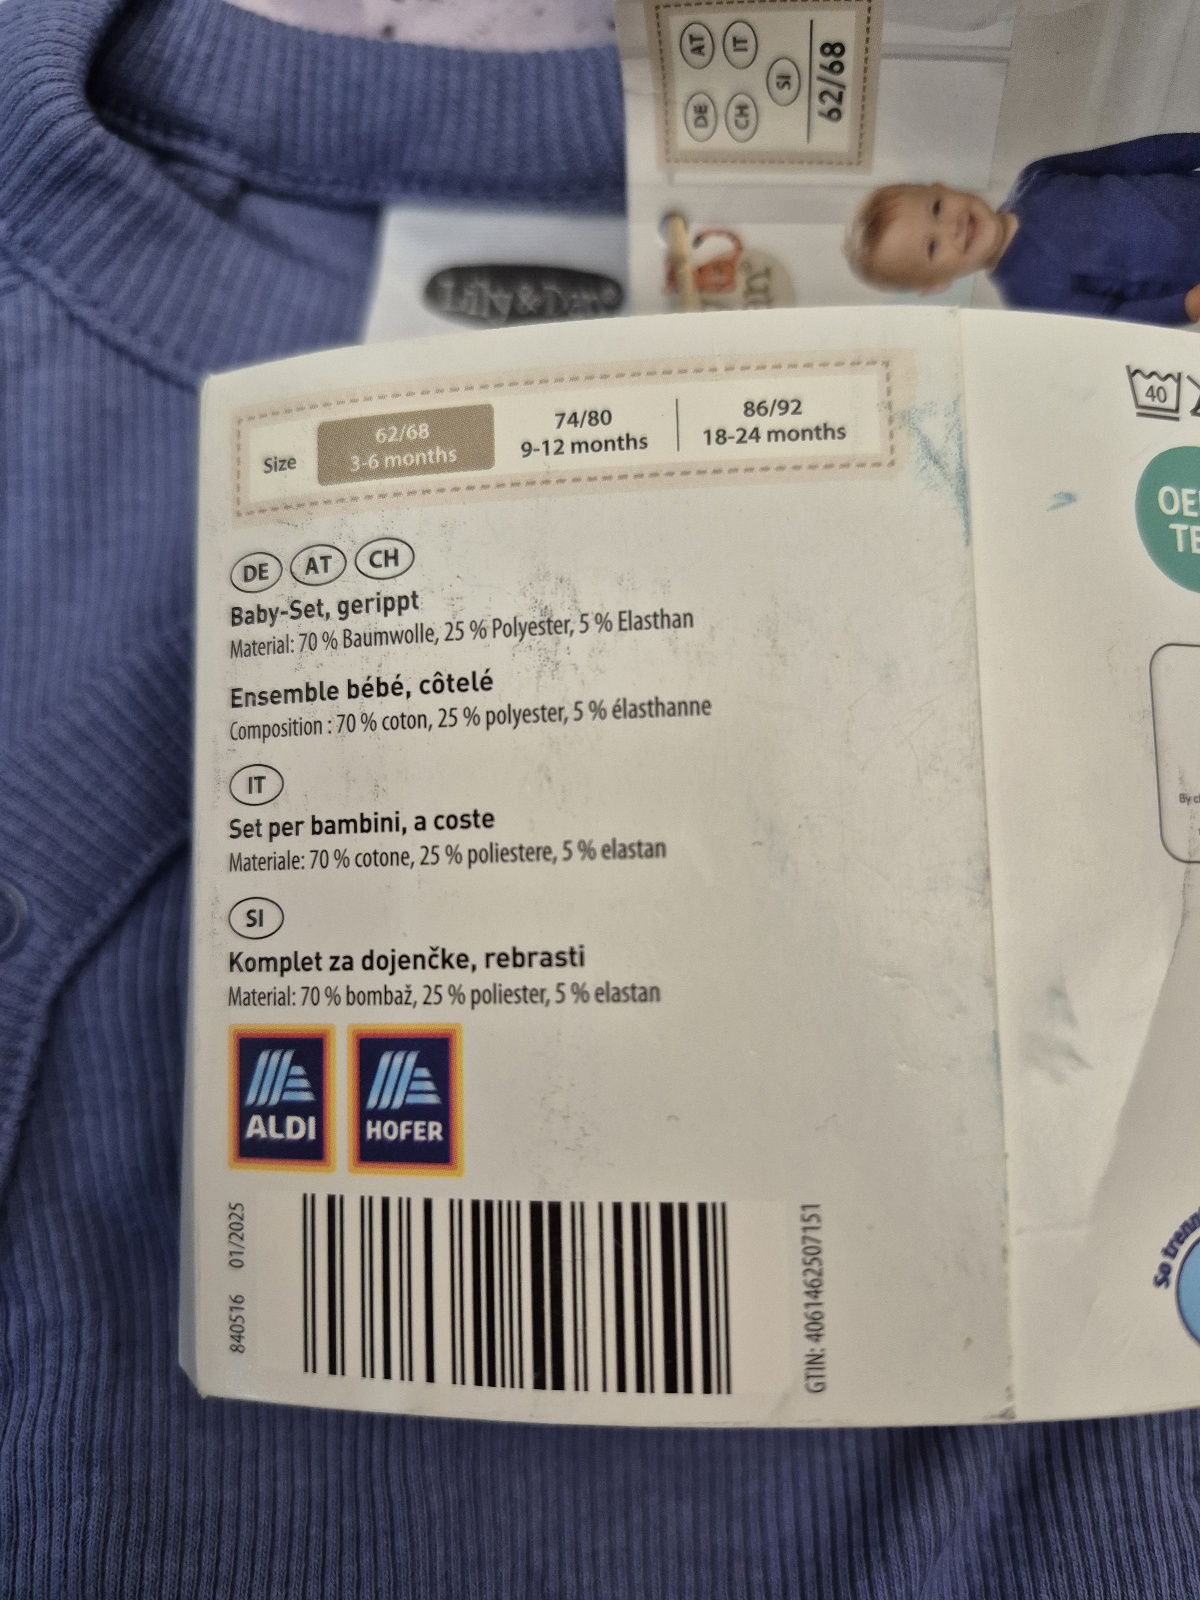 AT
IT
DE
CH
SI
62/68
Lilly & Dan®
Size
62/68
3-6 months
74/80
9-12 months
86/92
18-24 months
40
DE AT CH
Baby-Set, gerippt
Material: 70 % Baumwolle, 25 % Polyester, 5 % Elasthan
Ensemble bébé, côtelé
Composition : 70 % coton, 25 % polyester, 5 % élasthanne
IT
Set per bambini, a coste
Materiale: 70 % cotone, 25 % poliestere, 5 % elastan
SI
Komplet za dojenčke, rebrasti
Material: 70 % bombaž, 25 % poliester, 5 % elastan
ALDI
HOFER
840516 01/2025
GTIN: 4061462507151
By
So